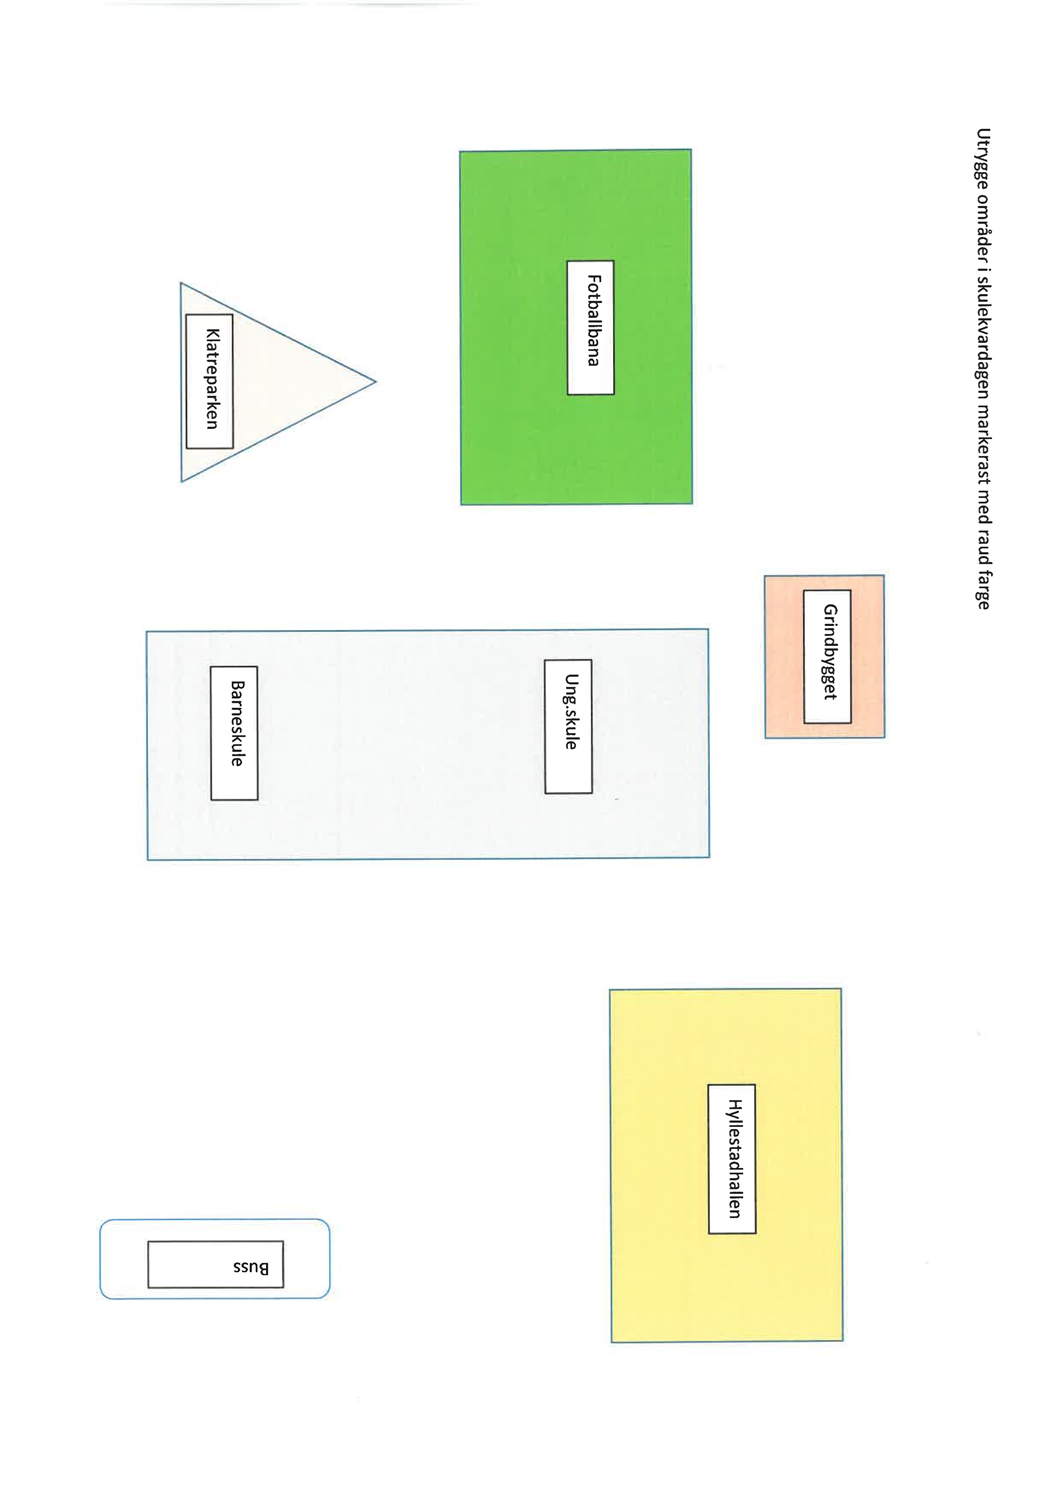 Utrygge områder i skulekvardagen markerast med raud farge
Grindbygget
Fotballbana
Hyllestadhallen
Ung.skule
Klatreparken
Barneskule
Buss